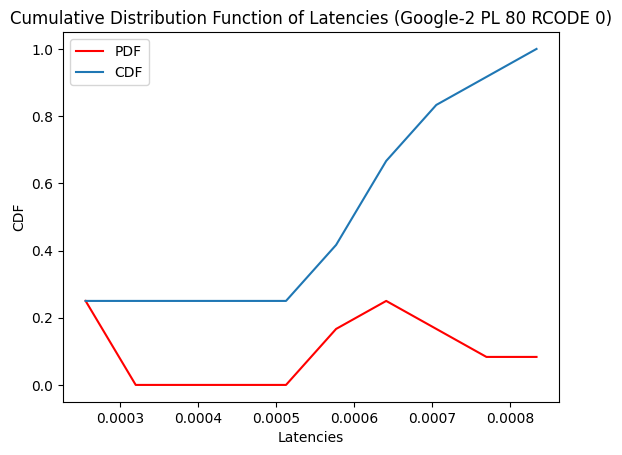 Cumulative Distribution Function of Latencies (Google-2 PL 80 RCODE 0)
PDF
CDF
CDF
1.0
0.8
0.6
0.4
0.2
0.0
0.0003 0.0004 0.0005 0.0006 0.0007 0.0008
Latencies